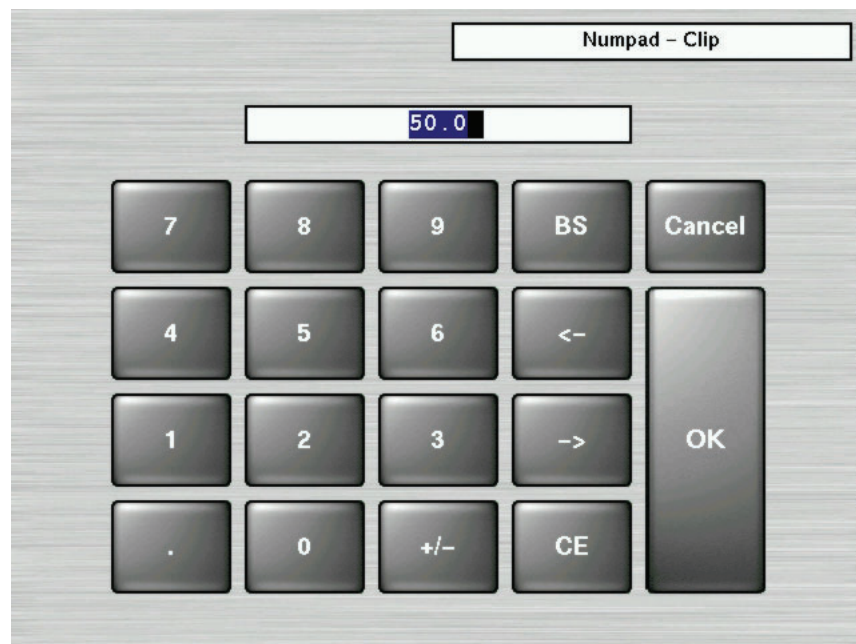 Numpad – Clip
50.0
7 8 9 BS Cancel
4 5 6 <–
1 2 3 –> OK
. 0 +/– CE